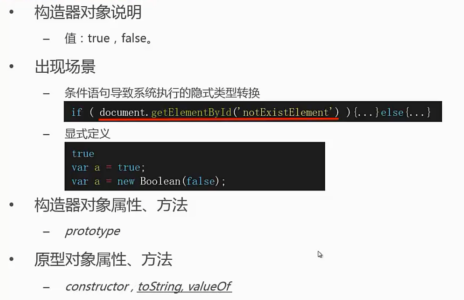 • 构造器对象说明
– 值：true，false。
• 出现场景
– 条件语句导致系统执行的隐式类型转换
if ( document.getElementById('notExistElement') ){...}else{...}
– 显式定义
true
var a = true;
var a = new Boolean(false);
• 构造器对象属性、方法
– prototype
• 原型对象属性、方法
– constructor , toString, valueOf